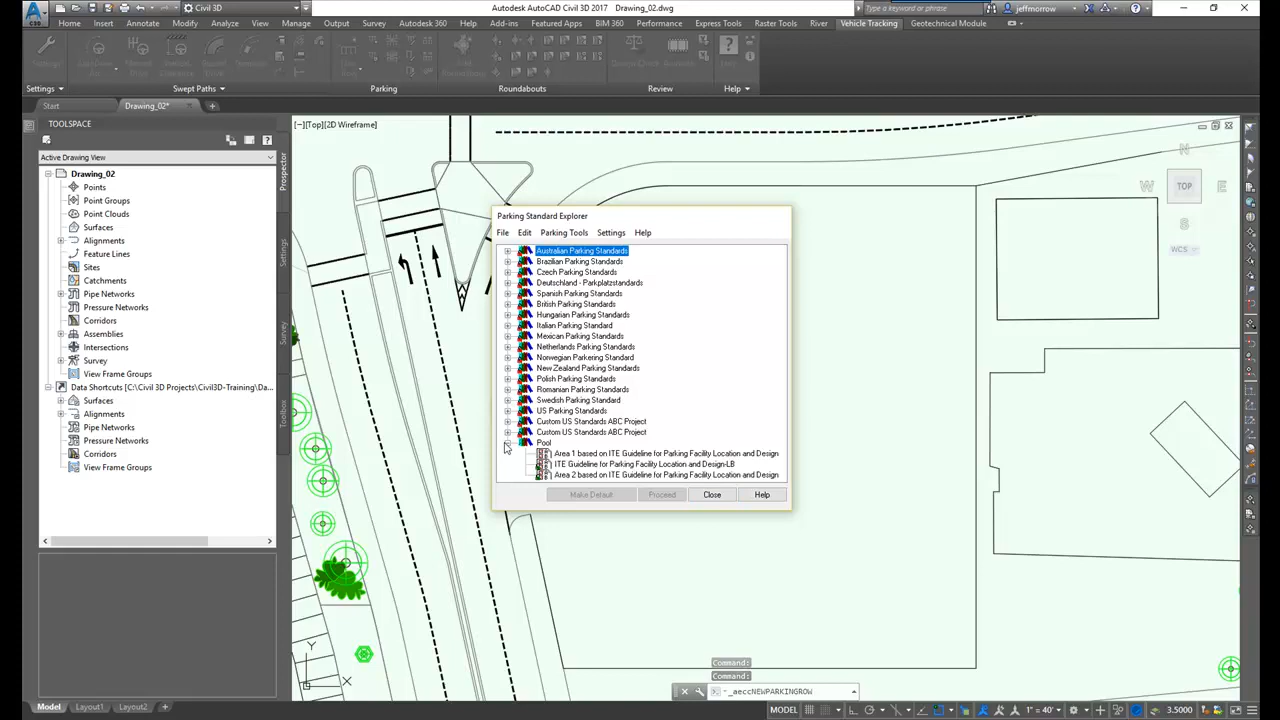 Civil 3D
Autodesk AutoCAD Civil 3D 2017 Drawing_02.dwg
Type a keyword or phrase
jeffmorrow
C3D
Home Insert Annotate Modify Analyze View Manage Output Survey Autodesk 360 Help Add-ins Featured Apps BIM 360 Performance Express Tools Raster Tools River Vehicle Tracking Geotechnical Module
Settings Swept Paths Parking Roundabouts Review Help
Start Drawing_02*
TOOLSPACE
Active Drawing View
Drawing_02
Points
Point Groups
Point Clouds
Surfaces
Alignments
Feature Lines
Sites
Catchments
Pipe Networks
Pressure Networks
Corridors
Assemblies
Intersections
Survey
View Frame Groups
Data Shortcuts [C:\Civil 3D Projects\Civil3D-Training\Da...
Surfaces
Alignments
Pipe Networks
Pressure Networks
Corridors
View Frame Groups
Prospector
Settings
Survey
Toolbox
[−][Top][2D Wireframe]
N
W TOP E
S
WCS
Parking Standard Explorer
File Edit Parking Tools Settings Help
Australian Parking Standards
Brazilian Parking Standards
Czech Parking Standards
Deutschland - Parkplatzstandards
Spanish Parking Standards
British Parking Standards
Hungarian Parking Standards
Italian Parking Standard
Mexican Parking Standards
Netherlands Parking Standards
Norwegian Parkering Standard
New Zealand Parking Standards
Polish Parking Standards
Romanian Parking Standards
Swedish Parking Standard
US Parking Standards
Custom US Standards ABC Project
Custom US Standards ABC Project
Pool
Area 1 based on ITE Guideline for Parking Facility Location and Design
ITE Guideline for Parking Facility Location and Design-LB
Area 2 based on ITE Guideline for Parking Facility Location and Design
Make Default Proceed Close Help
Y
X
Command:
Command:
_aeccNEWPARKINGROW
Model Layout1 Layout2 +
MODEL
1" = 40'
3.5000